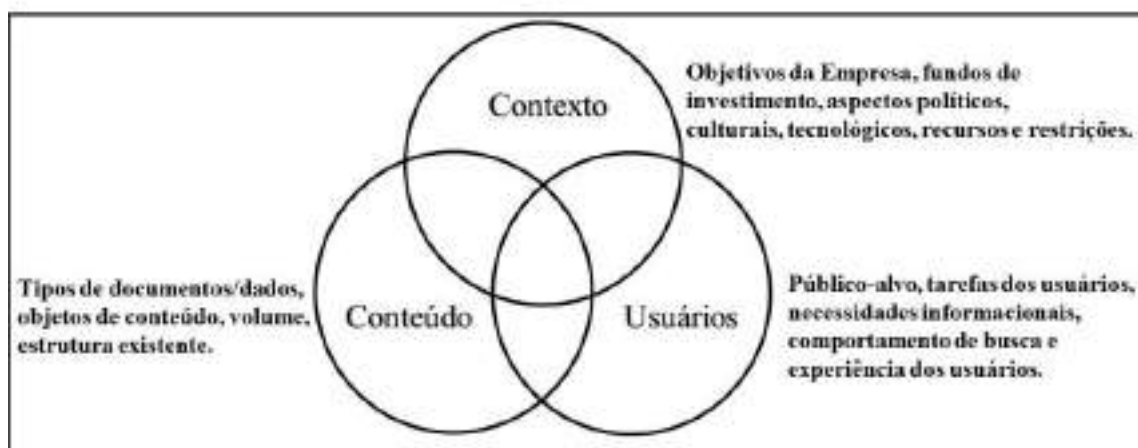 Contexto
Objetivos da Empresa, fundos de
investimento, aspectos políticos,
culturais, tecnológicos, recursos e restrições.
Tipos de documentos/dados,
objetos de conteúdo, volume,
estrutura existente.
Conteúdo
Usuários
Público-alvo, tarefas dos usuários,
necessidades informacionais,
comportamento de busca e
experiência dos usuários.